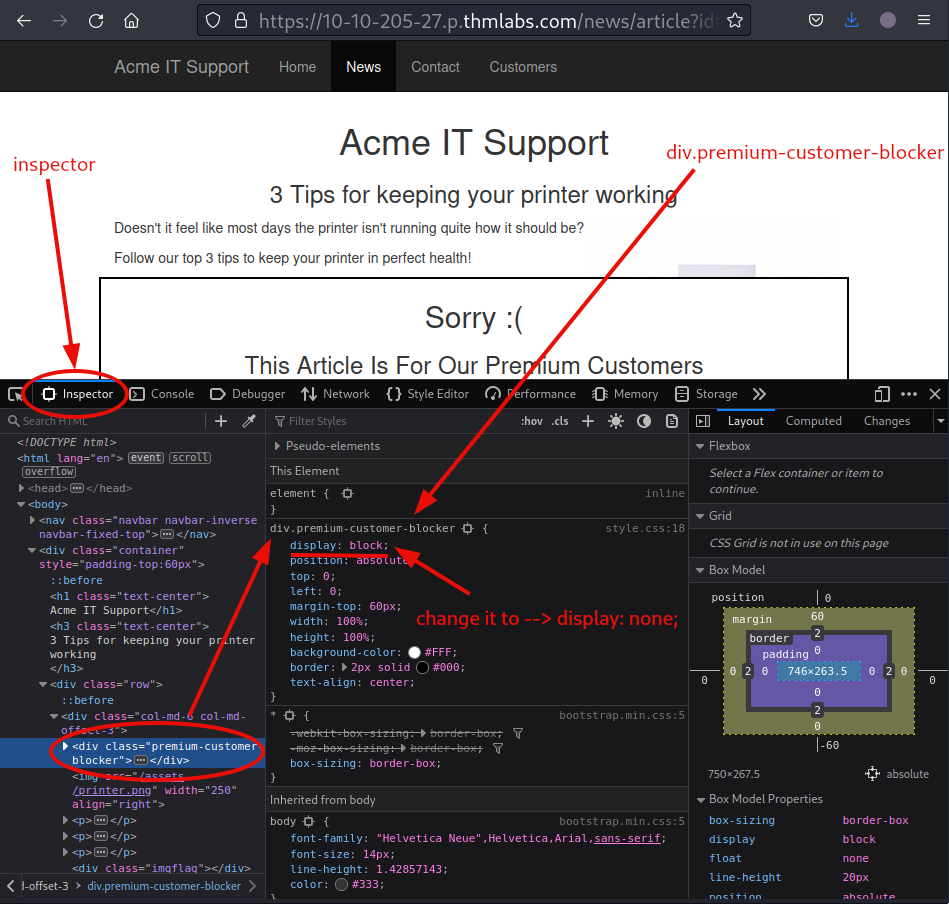 https://10-10-205-27.p.thmlabs.com/news/article?id=
Acme IT Support Home News Contact Customers
Acme IT Support
inspector
div.premium-customer-blocker
3 Tips for keeping your printer working
Doesn't it feel like most days the printer isn't running quite how it should be?
Follow our top 3 tips to keep your printer in perfect health!
Sorry :(
This Article Is For Our Premium Customers
Inspector Console Debugger Network Style Editor Performance Memory Storage
Search HTML
<!DOCTYPE html>
<html lang="en"> event scroll
overflow
<head> ••• </head>
<body>
<nav class="navbar navbar-inverse
navbar-fixed-top"> ••• </nav>
<div class="container"
style="padding-top:60px">
::before
<h1 class="text-center">
Acme IT Support</h1>
<h3 class="text-center">
3 Tips for keeping your printer
working
</h3>
<div class="row">
::before
<div class="col-md-6 col-md-
offset-3">
<div class="premium-customer-
blocker"> ••• </div>
<img src="/assets
/printer.png" width="250"
align="right">
<p> ••• </p>
<p> ••• </p>
<p> ••• </p>
<div class="imgflag"></div>
d-offset-3 > div.premium-customer-blocker
Filter Styles :hov .cls
Pseudo-elements
This Element
element { inline
}
div.premium-customer-blocker { style.css:18
display: block;
position: absolute
top: 0;
left: 0;
margin-top: 60px;
change it to --> display: none;
width: 100%;
height: 100%;
background-color: #FFF;
border: 2px solid #000;
text-align: center;
}
* { bootstrap.min.css:5
-webkit-box-sizing: border-box;
-moz-box-sizing: border-box;
box-sizing: border-box;
}
Inherited from body
body { bootstrap.min.css:5
font-family: "Helvetica Neue",Helvetica,Arial,sans-serif;
font-size: 14px;
line-height: 1.42857143;
color: #333;
}
Layout Computed Changes
Flexbox
Select a Flex container or item to
continue.
Grid
CSS Grid is not in use on this page
Box Model
position 0
margin 60
border 2
padding 0
0 0 2 0 746×263.5 0 2 0 0
0
2
0
-60
750×267.5 absolute
Box Model Properties
box-sizing border-box
display block
float none
line-height 20px
position absolute